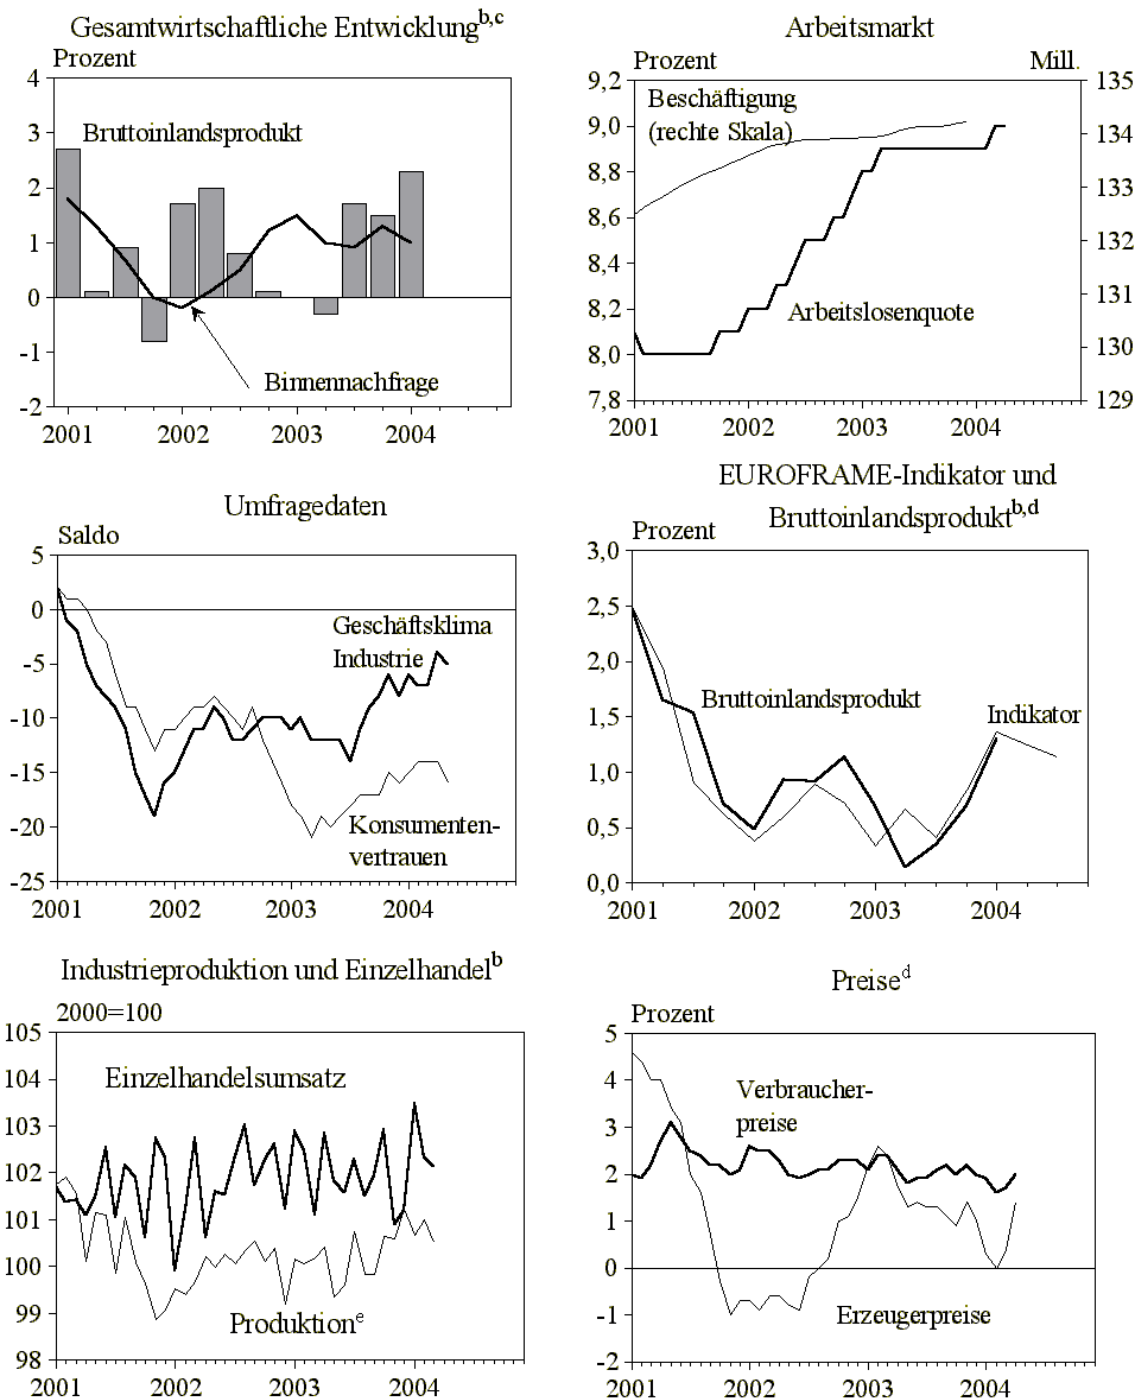 Gesamtwirtschaftliche Entwicklung b,c
Prozent
4
3
2
1
0
-1
-2
Bruttoinlandsprodukt
Binnennachfrage
2001 2002 2003 2004
Arbeitsmarkt
Prozent Mill.
9,2
9,0
8,8
8,6
8,4
8,2
8,0
7,8
135
134
133
132
131
130
129
Beschäftigung
(rechte Skala)
Arbeitslosenquote
2001 2002 2003 2004
Umfragedaten
Saldo
5
0
-5
-10
-15
-20
-25
Geschäftsklima
Industrie
Konsumenten-
vertrauen
2001 2002 2003 2004
EUROFRAME-Indikator und
Bruttoinlandsprodukt b,d
Prozent
3,0
2,5
2,0
1,5
1,0
0,5
0,0
Bruttoinlandsprodukt
Indikator
2001 2002 2003 2004
Industrieproduktion und Einzelhandel b
2000=100
105
104
103
102
101
100
99
98
Einzelhandelsumsatz
Produktion e
2001 2002 2003 2004
Preise d
Prozent
5
4
3
2
1
0
-1
-2
Verbraucher-
preise
Erzeugerpreise
2001 2002 2003 2004